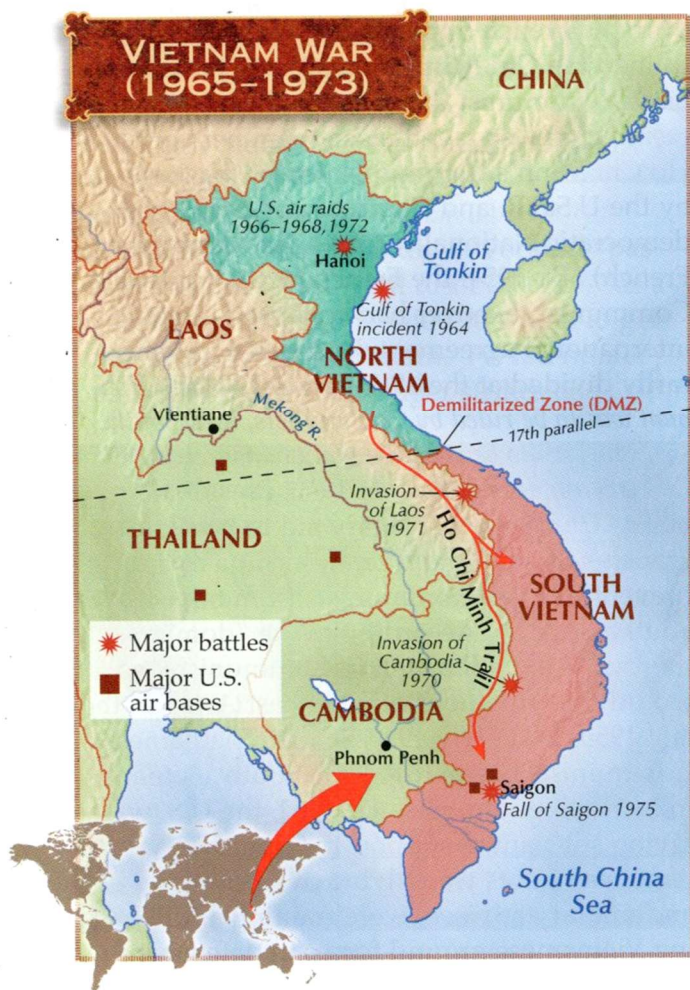 VIETNAM WAR
(1965–1973)
CHINA
U.S. air raids
1966–1968, 1972
Hanoi
Gulf of
Tonkin
Gulf of Tonkin
incident 1964
LAOS
NORTH
VIETNAM
Demilitarized Zone (DMZ)
Vientiane
Mekong R.
17th parallel
Invasion
of Laos
1971
THAILAND
Ho Chi Minh Trail
SOUTH
VIETNAM
Major battles
Major U.S.
air bases
Invasion of
Cambodia
1970
CAMBODIA
Phnom Penh
Saigon
Fall of Saigon 1975
South China
Sea